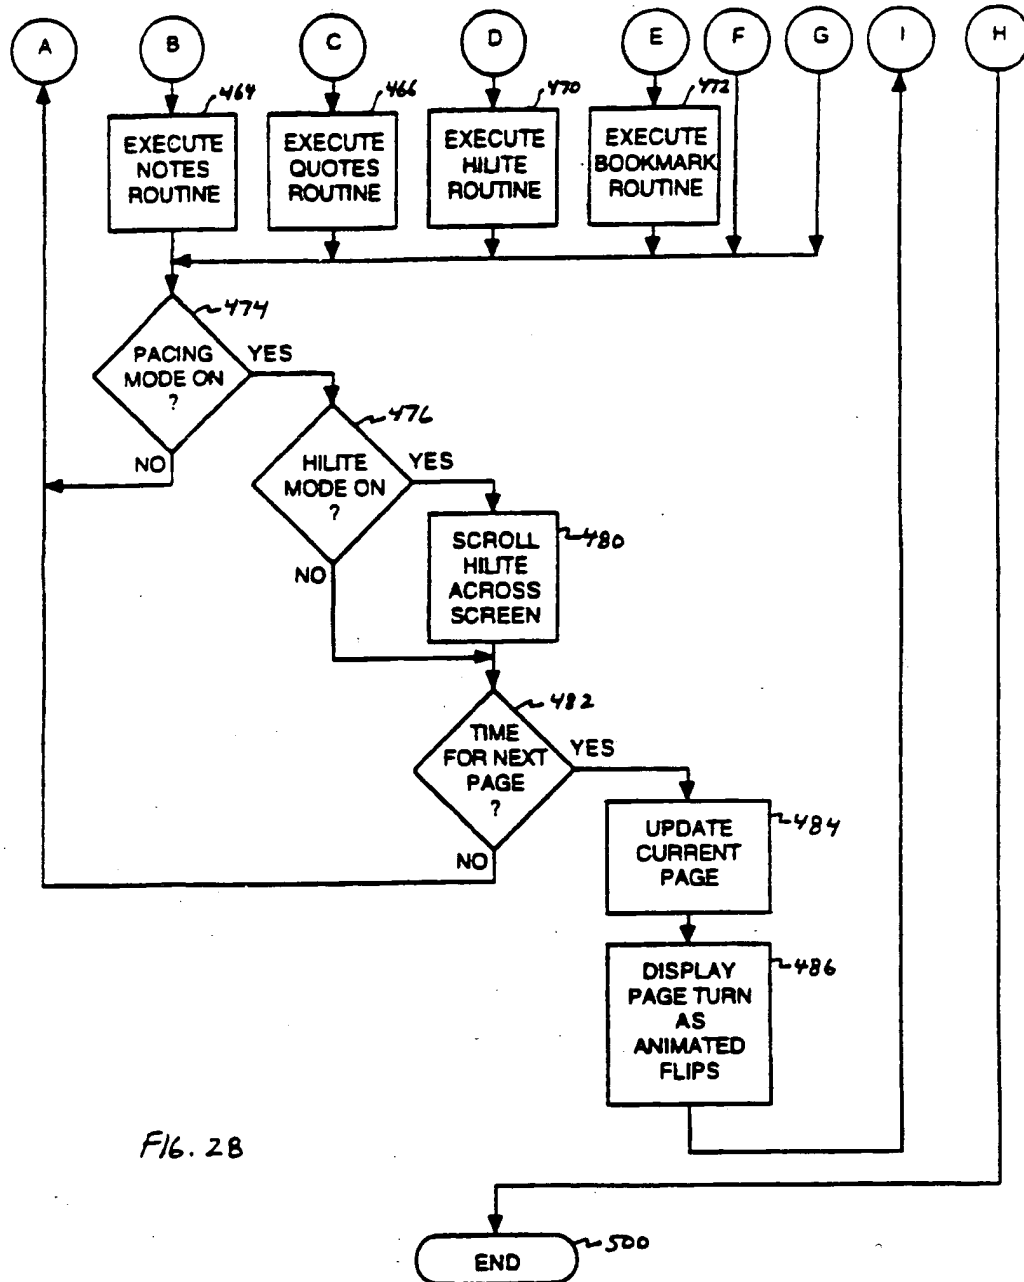 A B C D E F G I H
464 466 470 472
EXECUTE
NOTES
ROUTINE
EXECUTE
QUOTES
ROUTINE
EXECUTE
HILITE
ROUTINE
EXECUTE
BOOKMARK
ROUTINE
474
PACING
MODE ON
?
YES
NO
476
HILITE
MODE ON
?
YES
NO
480
SCROLL
HILITE
ACROSS
SCREEN
482
TIME
FOR NEXT
PAGE
?
YES
NO
484
UPDATE
CURRENT
PAGE
486
DISPLAY
PAGE TURN
AS
ANIMATED
FLIPS
FIG. 28
500
END